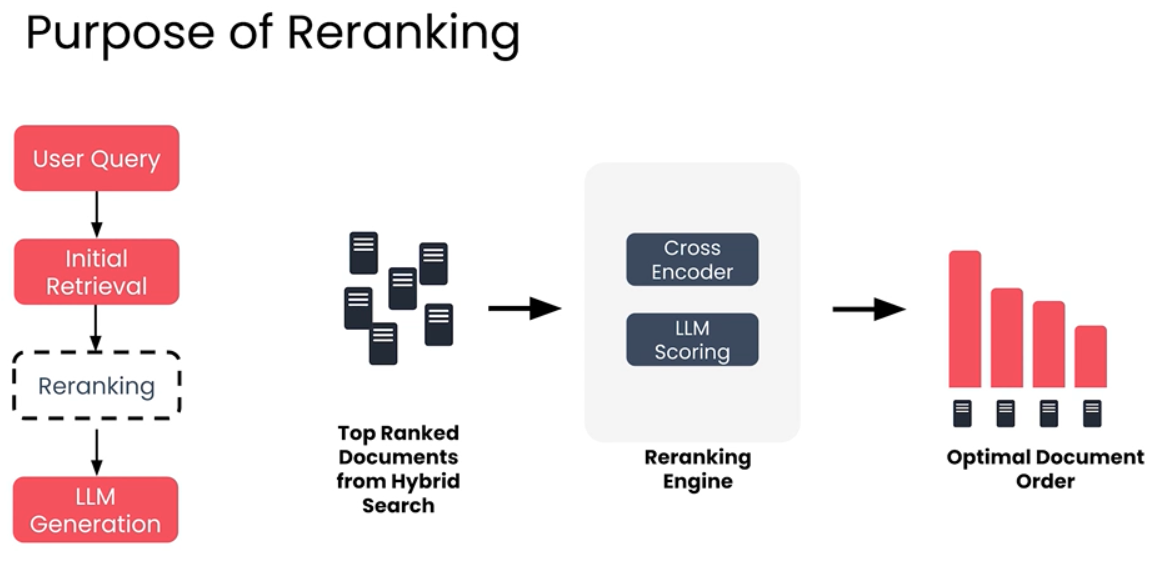 Purpose of Reranking
User Query
Initial
Retrieval
Reranking
LLM
Generation
Top Ranked
Documents
from Hybrid
Search
Cross
Encoder
LLM
Scoring
Reranking
Engine
Optimal Document
Order